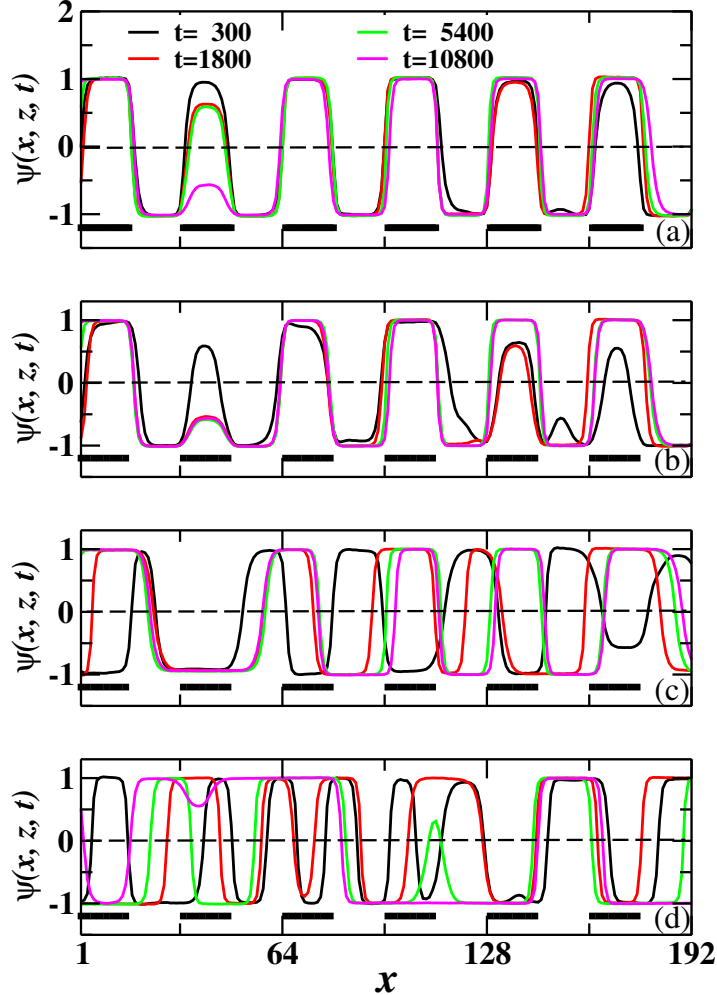 t= 300
t= 5400
t=1800
t=10800
2
1
0
-1
ψ(x, z, t)
(a)
1
0
-1
ψ(x, z, t)
(b)
1
0
-1
ψ(x, z, t)
(c)
1
0
-1
ψ(x, z, t)
(d)
1
64
128
192
x